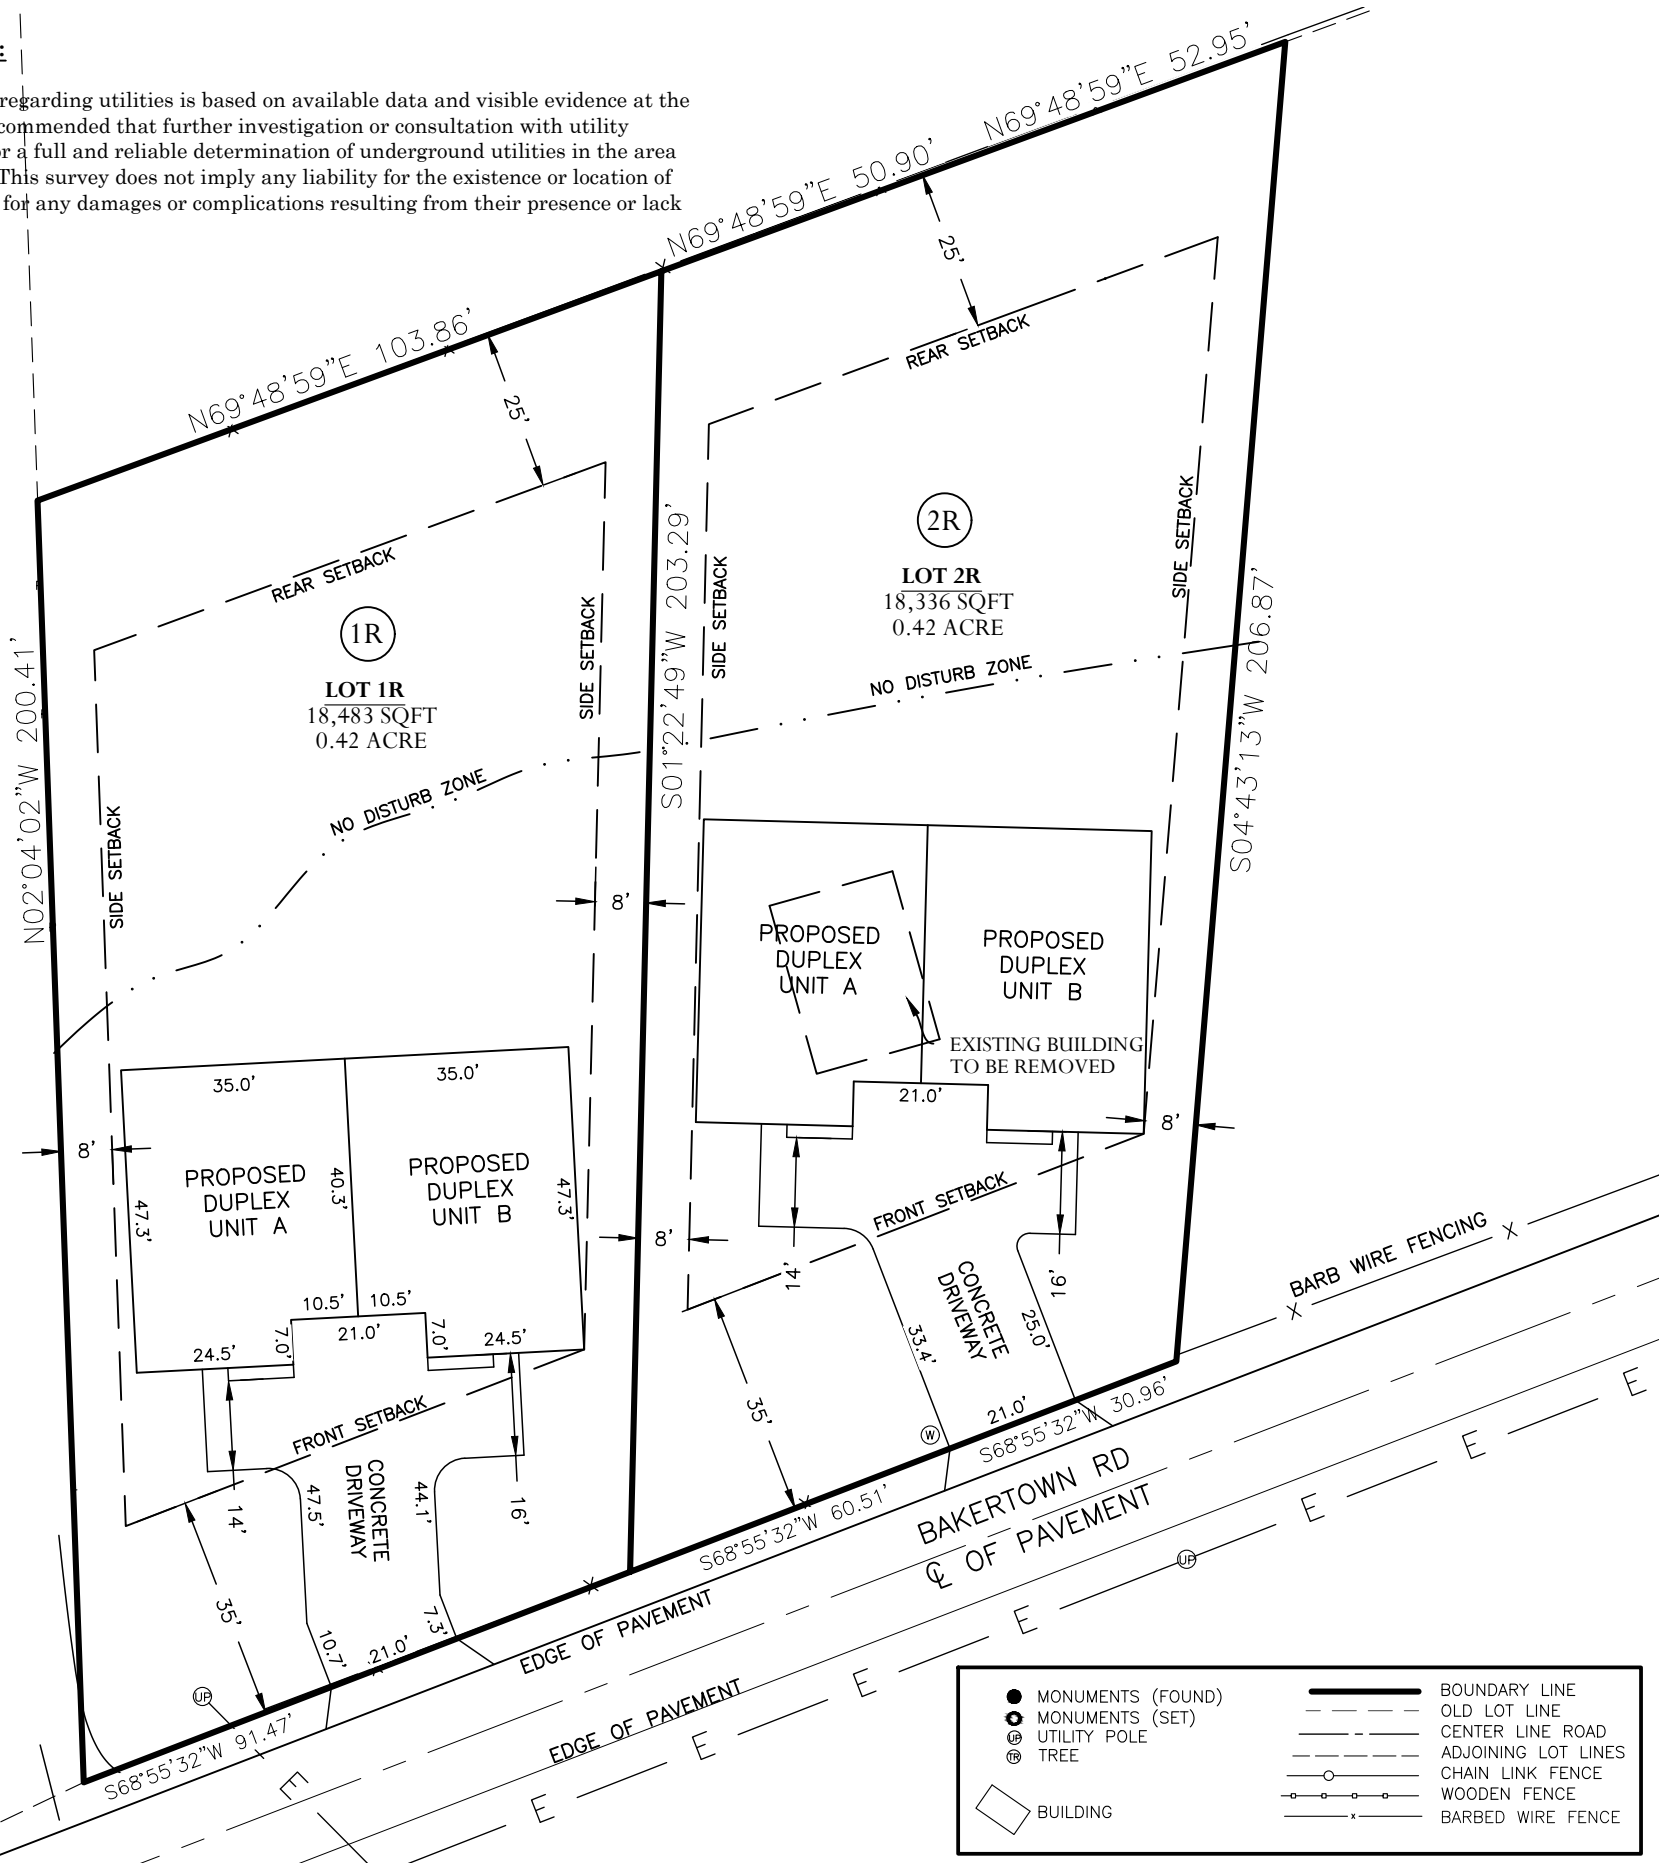 :
regarding utilities is based on available data and visible evidence at the
commended that further investigation or consultation with utility
or a full and reliable determination of underground utilities in the area
This survey does not imply any liability for the existence or location of
for any damages or complications resulting from their presence or lack
N69°48'59"E 52.95'
N69°48'59"E 50.90'
N69°48'59"E 103.86'
25'
25'
REAR SETBACK
REAR SETBACK
SIDE SETBACK
SIDE SETBACK
SIDE SETBACK
SIDE SETBACK
2R
LOT 2R
18,336 SQFT
0.42 ACRE
1R
LOT 1R
18,483 SQFT
0.42 ACRE
N02°04'02"W 200.41'
S01°22'49"W 203.29'
S04°43'13"W 206.87'
NO DISTURB ZONE
NO DISTURB ZONE
8'
PROPOSED
DUPLEX
UNIT A
PROPOSED
DUPLEX
UNIT B
EXISTING BUILDING
TO BE REMOVED
21.0'
8'
35.0'
35.0'
8'
PROPOSED
DUPLEX
UNIT A
PROPOSED
DUPLEX
UNIT B
47.3'
40.3'
47.3'
8'
10.5'
10.5'
7.0'
21.0'
7.0'
24.5'
24.5'
FRONT SETBACK
FRONT SETBACK
14'
16'
CONCRETE
DRIVEWAY
33.4'
25.0'
35'
21.0'
W
S68°55'32"W 30.96'
S68°55'32"W 60.51'
BARB WIRE FENCING
X
X
14'
47.5'
CONCRETE
DRIVEWAY
44.1'
16'
35'
10.7'
21.0'
7.3'
UP
S68°55'32"W 91.47'
BAKERTOWN RD
℄ OF PAVEMENT
EDGE OF PAVEMENT
EDGE OF PAVEMENT
UP
E
E
E
E
E
E
E
E
MONUMENTS (FOUND)
MONUMENTS (SET)
UP UTILITY POLE
TR TREE
BUILDING
BOUNDARY LINE
OLD LOT LINE
CENTER LINE ROAD
ADJOINING LOT LINES
CHAIN LINK FENCE
WOODEN FENCE
x BARBED WIRE FENCE